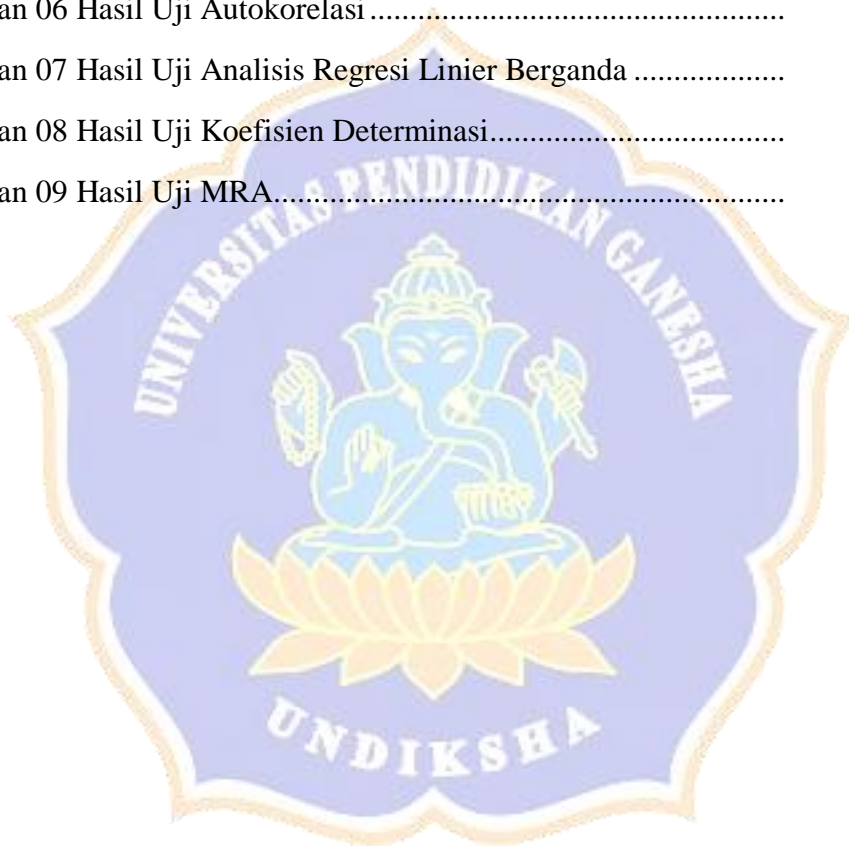 an 06 Hasil Uji Autokorelasi....................................................
an 07 Hasil Uji Analisis Regresi Linier Berganda ...................
an 08 Hasil Uji Koefisien Determinasi.....................................
an 09 Hasil Uji MRA................................................................
UNIVERSITAS PENDIDIKAN GANESHA
UNDIKSHA